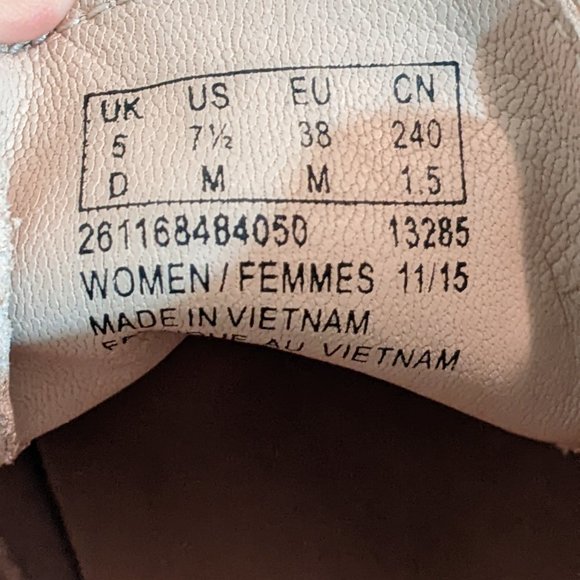 UK US EU CN
5 7½ 38 240
D M M 1.5
261168484050 13285
WOMEN / FEMMES 11/15
MADE IN VIETNAM
AU VIETNAM